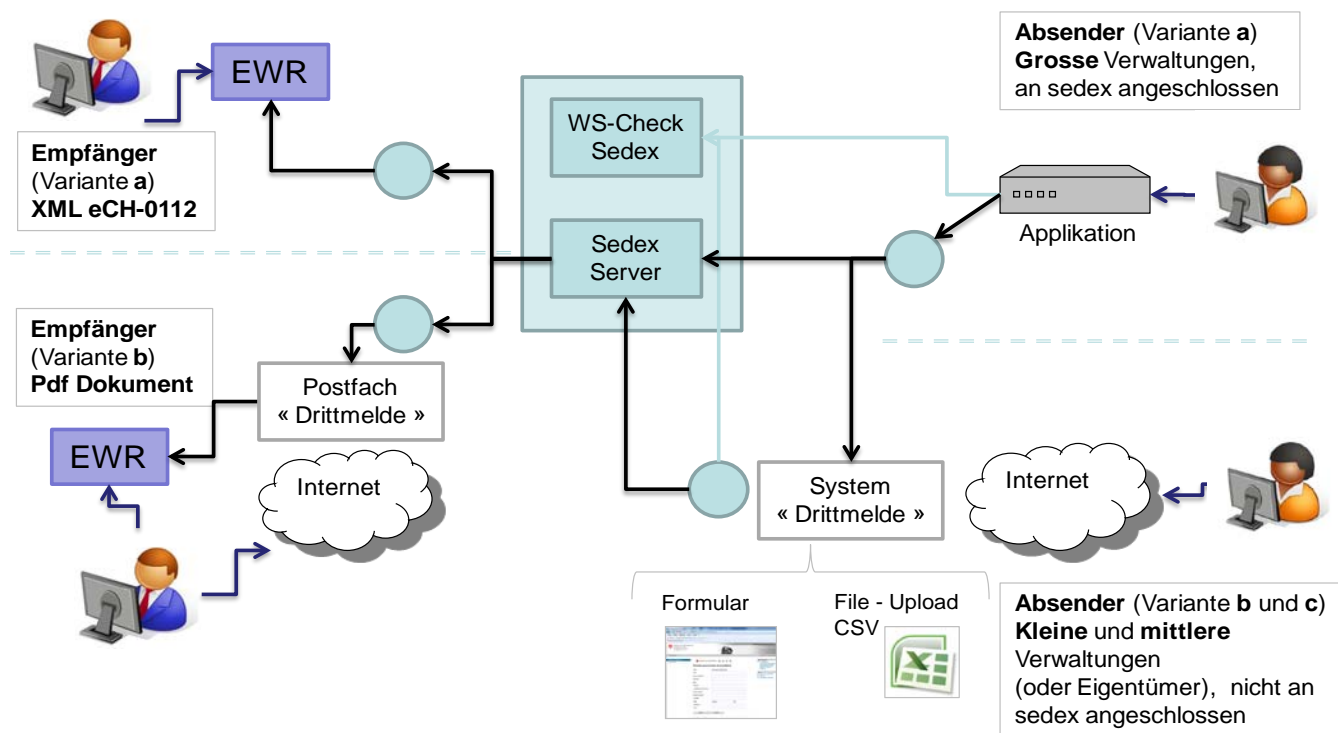 EWR
Empfänger
(Variante a)
XML eCH-0112
WS-Check
Sedex
Sedex
Server
Absender (Variante a)
Grosse Verwaltungen,
an sedex angeschlossen
Applikation
Empfänger
(Variante b)
Pdf Dokument
Postfach
« Drittmelde »
EWR
Internet
System
« Drittmelde »
Internet
Formular
File - Upload
CSV
Absender (Variante b und c)
Kleine und mittlere
Verwaltungen
(oder Eigentümer), nicht an
sedex angeschlossen